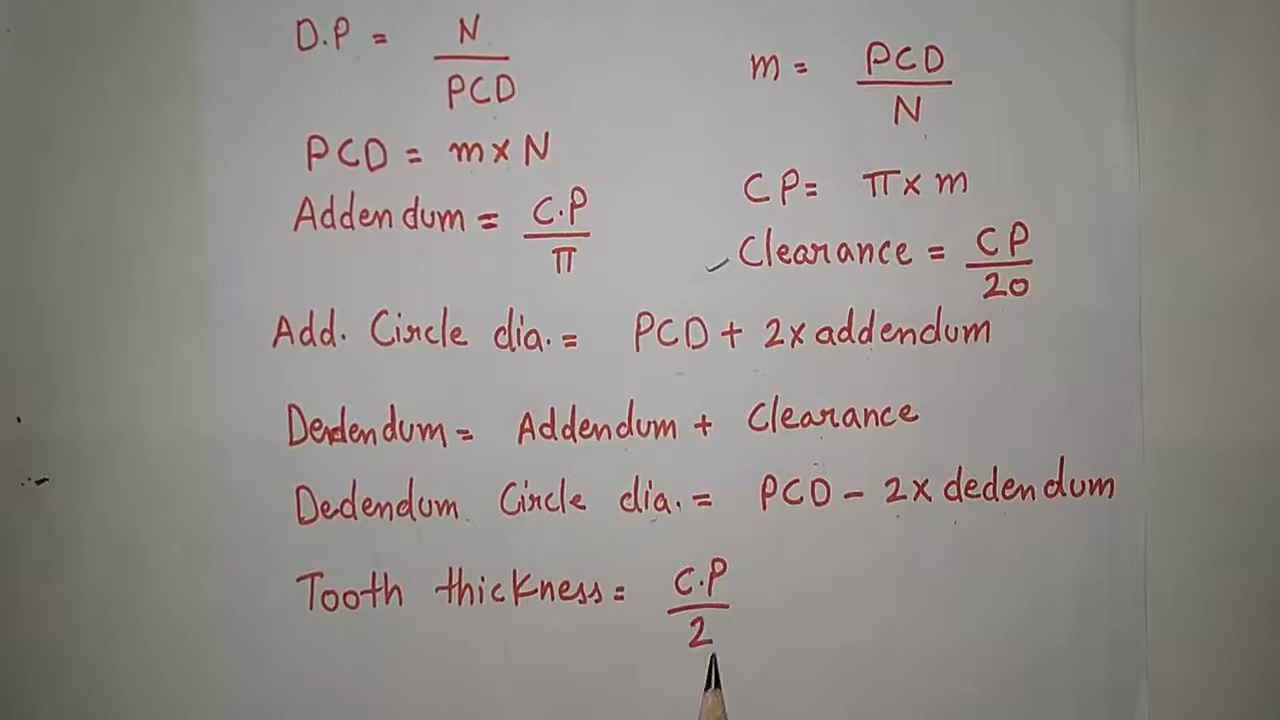 D.P = N / PCD
m = PCD / N
PCD = m x N
CP = π x m
Addendum = C.P / π
Clearance = CP / 20
Add. Circle dia. = PCD + 2 x addendum
Dedendum = Addendum + Clearance
Dedendum Circle dia. = PCD - 2 x dedendum
Tooth thickness = C.P / 2